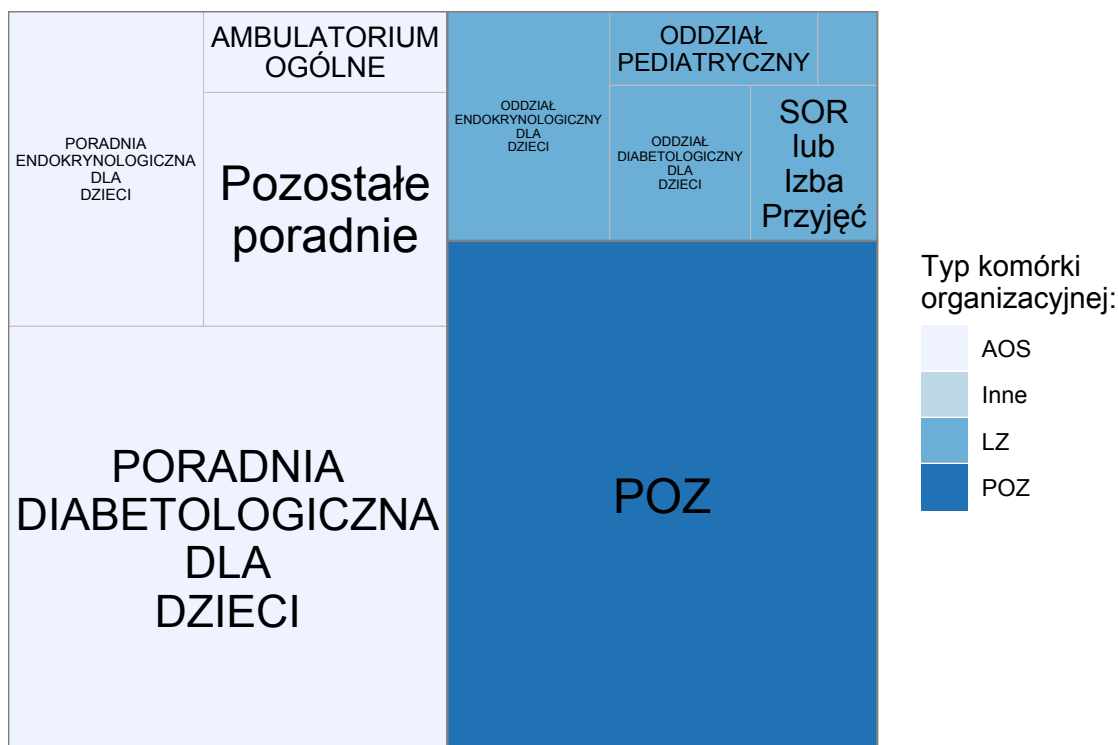 AMBULATORIUM
OGÓLNE
PORADNIA
ENDOKRYNOLOGICZNA
DLA
DZIECI
Pozostałe
poradnie
PORADNIA
DIABETOLOGICZNA
DLA
DZIECI
ODDZIAŁ
ENDOKRYNOLOGICZNY
DLA
DZIECI
ODDZIAŁ
PEDIATRYCZNY
ODDZIAŁ
DIABETOLOGICZNY
DLA
DZIECI
SOR
lub
Izba
Przyjęć
POZ
Typ komórki
organizacyjnej:
AOS
Inne
LZ
POZ